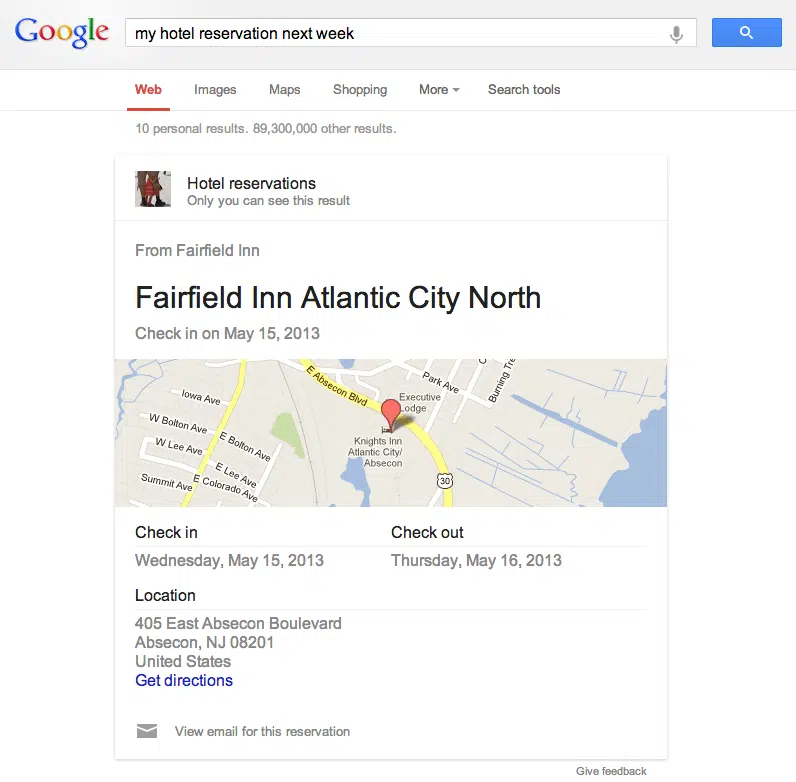 Google
my hotel reservation next week
Web Images Maps Shopping More Search tools
10 personal results. 89,300,000 other results.
Hotel reservations
Only you can see this result
From Fairfield Inn
Fairfield Inn Atlantic City North
Check in on May 15, 2013
E Absecon Blvd
Park Ave
Burning Tre
C
Iowa Ave
Executive
Lodge
W Bolton Ave
E Bolton Ave
Knights Inn
Atlantic City/
Absecon
W Lee Ave
E Lee Ave
Summit Ave
E Colorado Ave
30
Check in Check out
Wednesday, May 15, 2013 Thursday, May 16, 2013
Location
405 East Absecon Boulevard
Absecon, NJ 08201
United States
Get directions
View email for this reservation
Give feedback